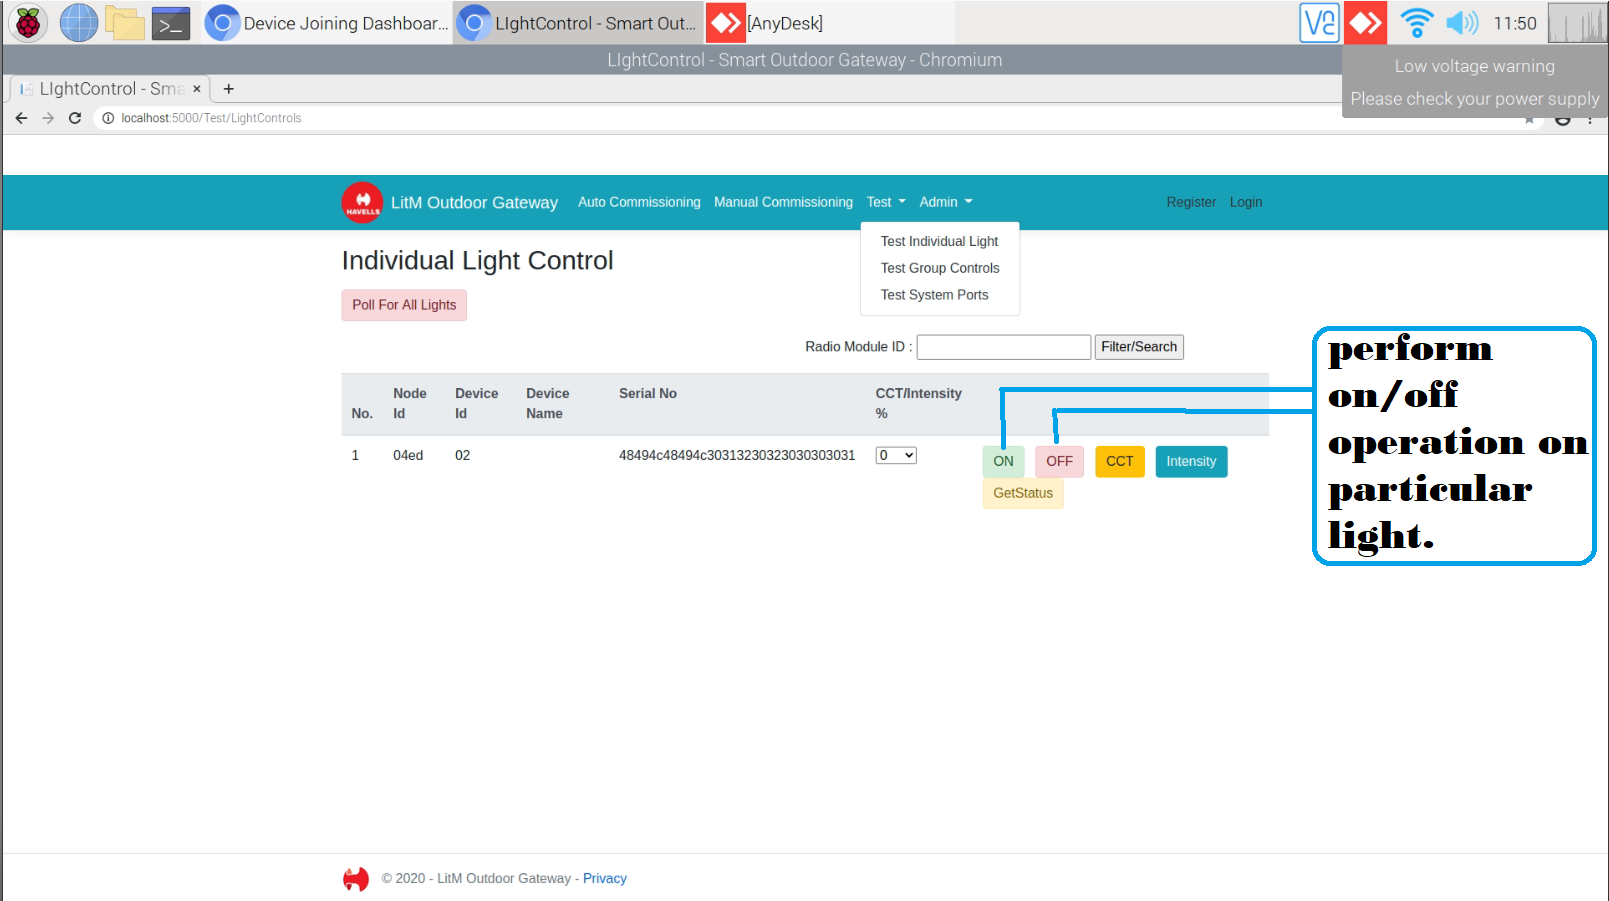 Device Joining Dashboar...
LIghtControl - Smart Out...
[AnyDesk]
11:50
LIghtControl - Smart Outdoor Gateway - Chromium
Low voltage warning
Please check your power supply
LIghtControl - Sma
localhost:5000/Test/LightControls
HAVELLS
LitM Outdoor Gateway
Auto Commissioning
Manual Commissioning
Test
Admin
Register
Login
Test Individual Light
Test Group Controls
Test System Ports
Individual Light Control
Poll For All Lights
Radio Module ID :
Filter/Search
No.
Node Id
Device Id
Device Name
Serial No
CCT/Intensity %
1
04ed
02
48494c48494c30313230323030303031
0
ON
OFF
CCT
Intensity
GetStatus
perform
on/off
operation on
particular
light.
© 2020 - LitM Outdoor Gateway - Privacy